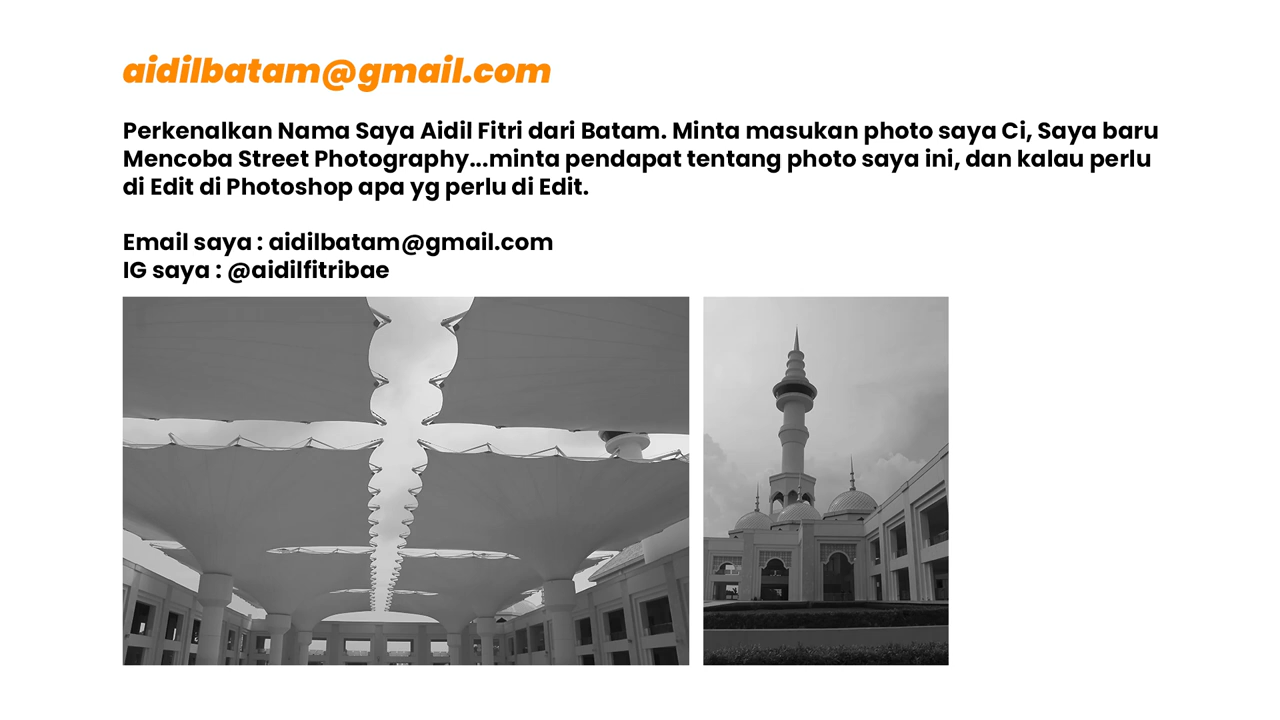 aidilbatam@gmail.com
Perkenalkan Nama Saya Aidil Fitri dari Batam. Minta masukan photo saya Ci, Saya baru
Mencoba Street Photography...minta pendapat tentang photo saya ini, dan kalau perlu
di Edit di Photoshop apa yg perlu di Edit.
Email saya : aidilbatam@gmail.com
IG saya : @aidilfitribae